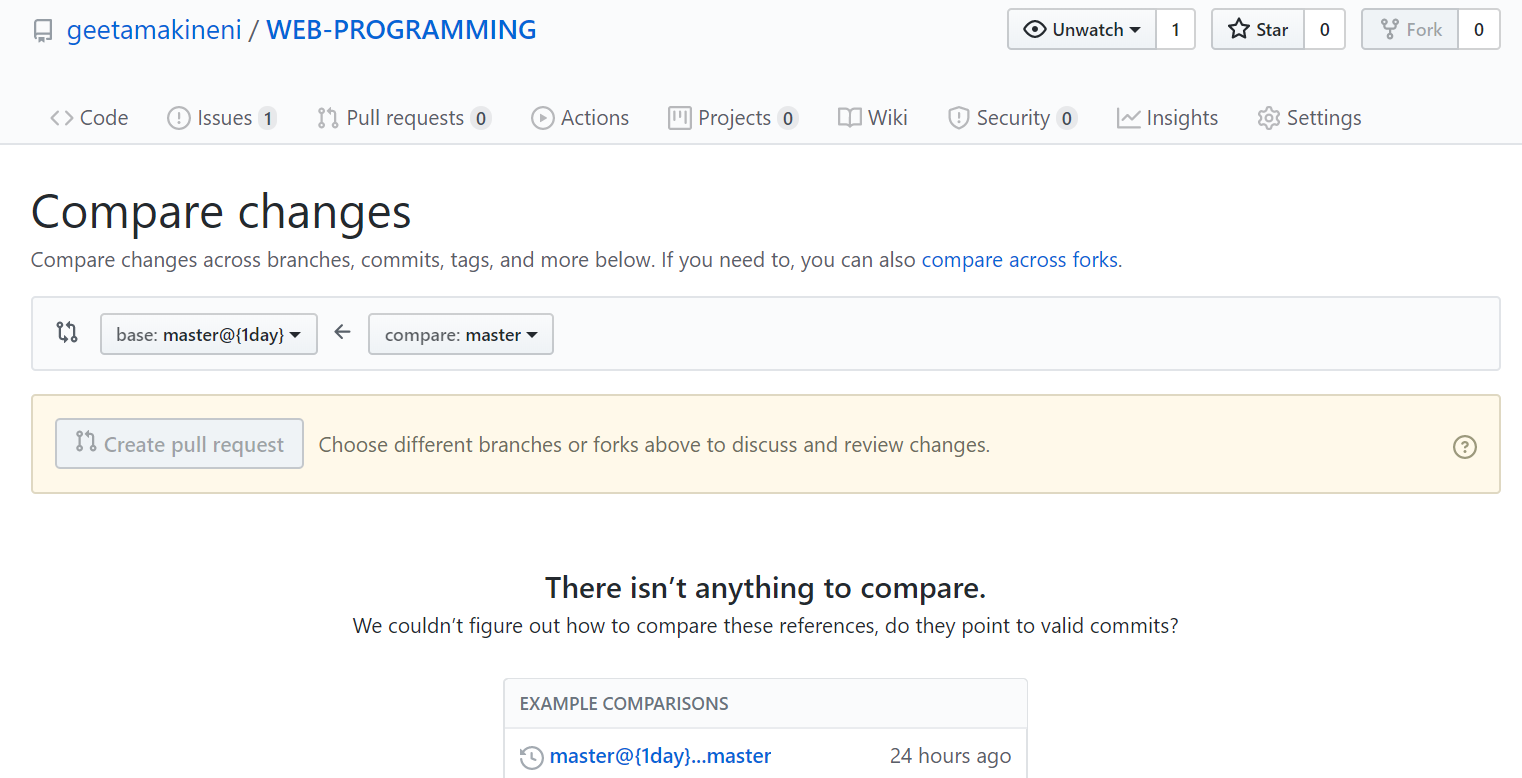 geetamakineni / WEB-PROGRAMMING
Unwatch 1 Star 0 Fork 0
Code Issues 1 Pull requests 0 Actions Projects 0 Wiki Security 0 Insights Settings
Compare changes
Compare changes across branches, commits, tags, and more below. If you need to, you can also compare across forks.
base: master@{1day} compare: master
Create pull request Choose different branches or forks above to discuss and review changes.
There isn’t anything to compare.
We couldn’t figure out how to compare these references, do they point to valid commits?
EXAMPLE COMPARISONS
master@{1day}...master 24 hours ago